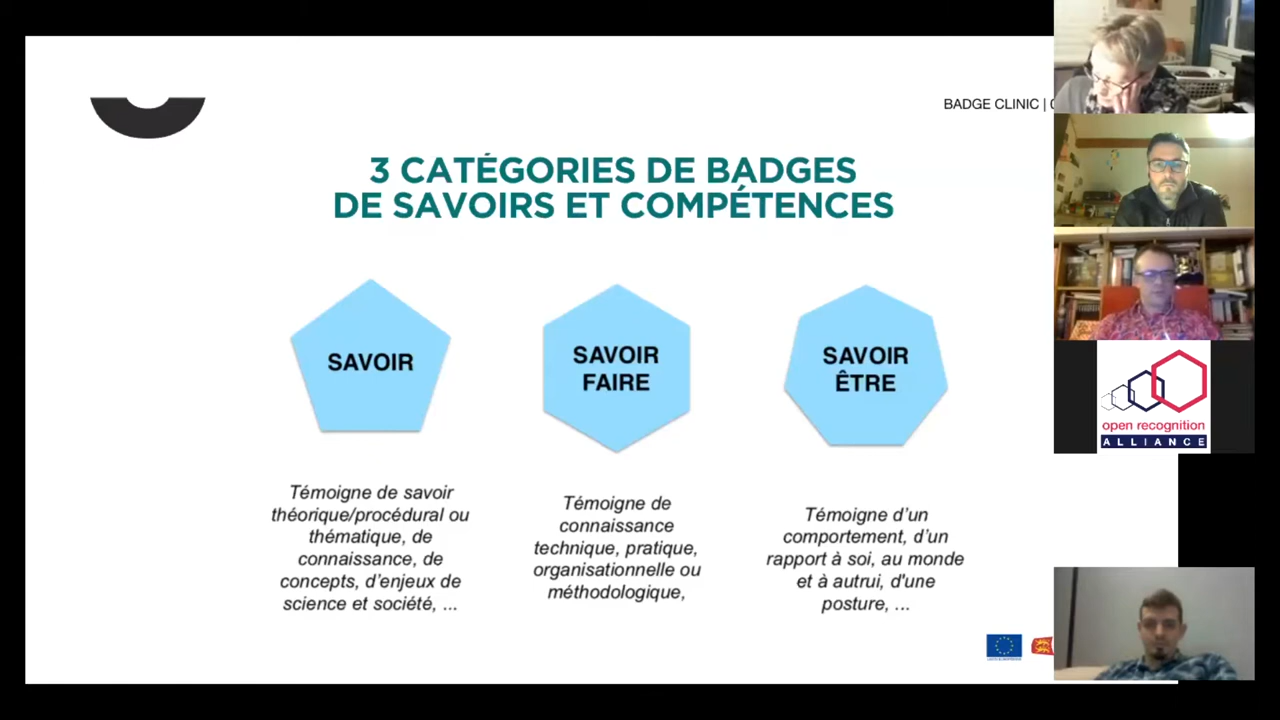 BADGE CLINIC |
3 CATÉGORIES DE BADGES
DE SAVOIRS ET COMPÉTENCES
SAVOIR
SAVOIR
FAIRE
SAVOIR
ÊTRE
Témoigne de savoir
théorique/procédural ou
thématique, de
connaissance, de
concepts, d’enjeux de
science et société, ...
Témoigne de
connaissance
technique, pratique,
organisationnelle ou
méthodologique,
Témoigne d’un
comportement, d’un
rapport à soi, au monde
et à autrui, d'une
posture, ...
open recognition
ALLIANCE